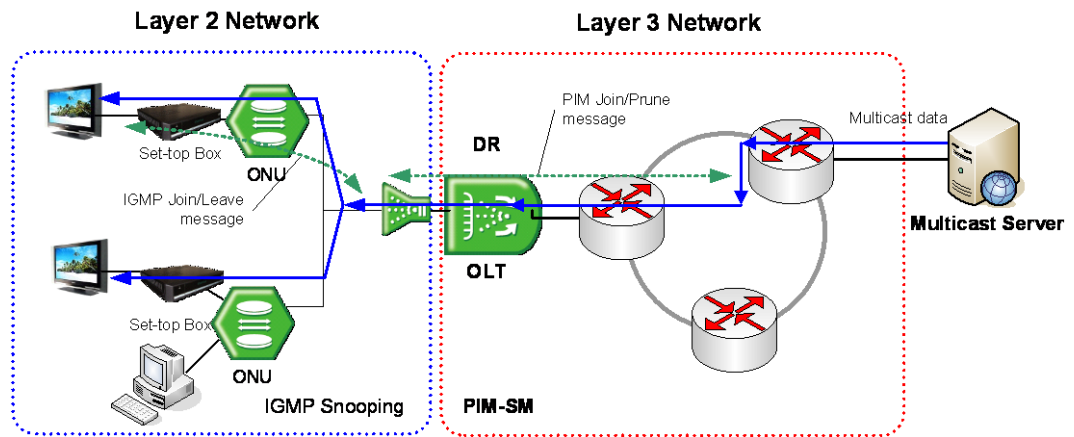 Layer 2 Network
Layer 3 Network
PIM Join/Prune
message
Multicast data
DR
Set-top Box
ONU
IGMP Join/Leave
message
Multicast Server
OLT
Set-top Box
ONU
IGMP Snooping
PIM-SM